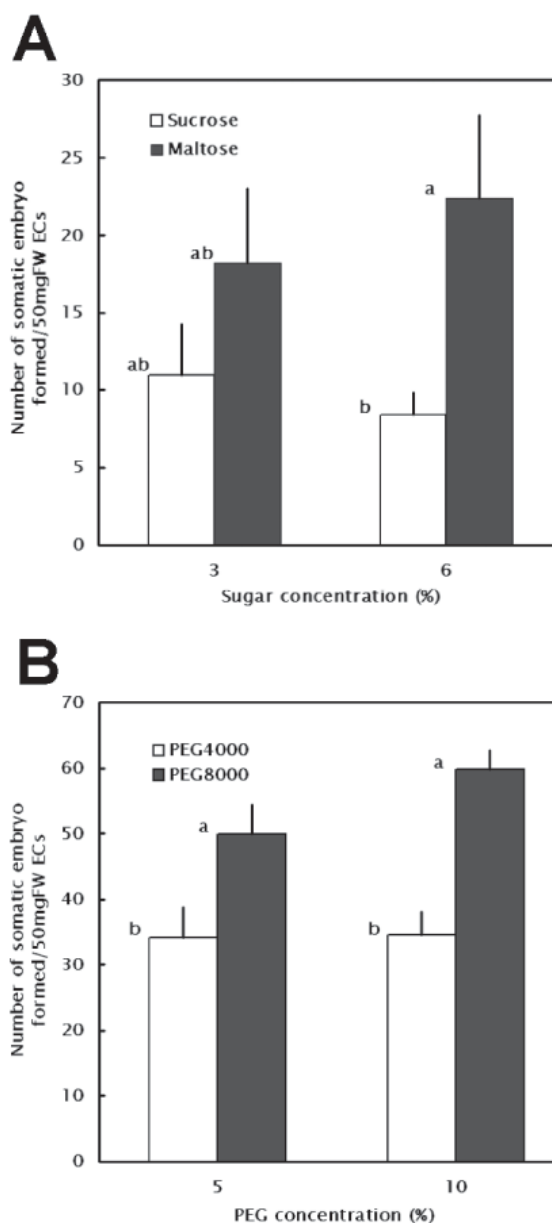 A
30
25
20
15
10
5
0
Number of somatic embryo
formed/50mgFW ECs
Sucrose
Maltose
ab
ab
b
a
3
6
Sugar concentration (%)
B
70
60
50
40
30
20
10
0
Number of somatic embryo
formed/50mgFW ECs
PEG4000
PEG8000
b
a
b
a
5
10
PEG concentration (%)